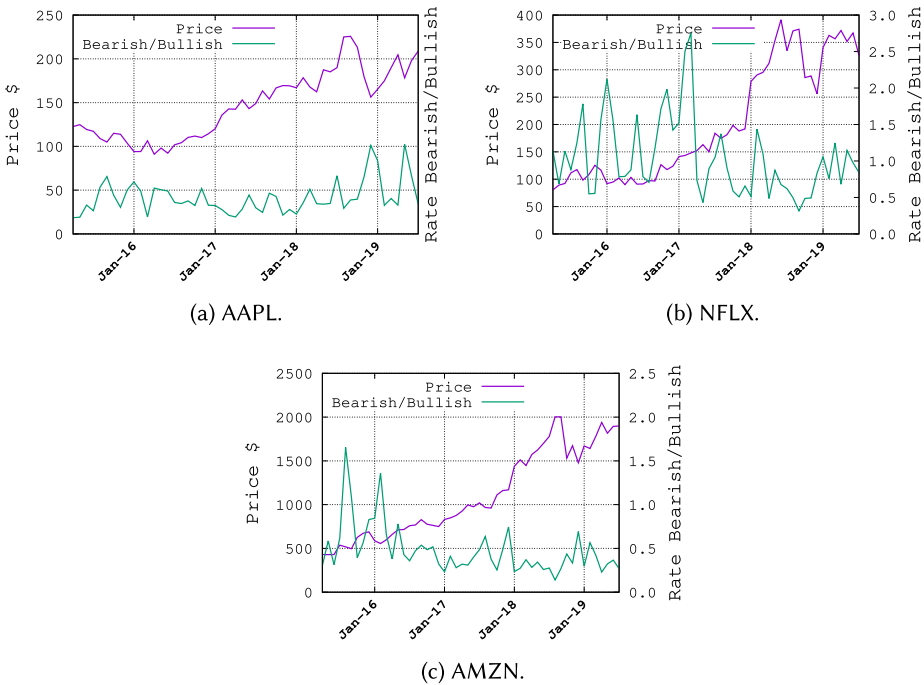 Price $
250
200
150
100
50
0
Price
Bearish/Bullish
Jan-16
Jan-17
Jan-18
Jan-19
Rate Bearish/Bullish
(a) AAPL.
Price $
400
350
300
250
200
150
100
50
0
Price
Bearish/Bullish
Jan-16
Jan-17
Jan-18
Jan-19
3.0
2.5
2.0
1.5
1.0
0.5
0.0
Rate Bearish/Bullish
(b) NFLX.
Price $
2500
2000
1500
1000
500
0
Price
Bearish/Bullish
Jan-16
Jan-17
Jan-18
Jan-19
2.5
2.0
1.5
1.0
0.5
0.0
Rate Bearish/Bullish
(c) AMZN.